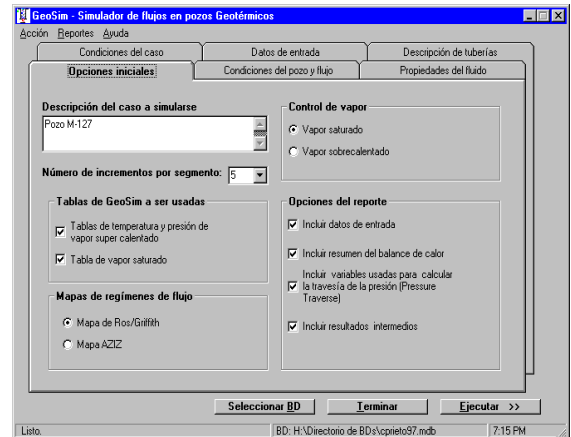 GeoSim - Simulador de flujos en pozos Geotérmicos
Acción Reportes Ayuda
Condiciones del caso
Datos de entrada
Descripción de tuberías
Opciones iniciales
Condiciones del pozo y flujo
Propiedades del fluido
Descripción del caso a simularse
Pozo M-127
Número de incrementos por segmento: 5
Tablas de GeoSim a ser usadas
Tablas de temperatura y presión de
vapor super calentado
Tabla de vapor saturado
Mapas de regímenes de flujo
Mapa de Ros/Griffith
Mapa AZIZ
Control de vapor
Vapor saturado
Vapor sobrecalentado
Opciones del reporte
Incluir datos de entrada
Incluir resumen del balance de calor
Incluir variables usadas para calcular
la travesía de la presión (Pressure
Traverse)
Incluir resultados intermedios
Seleccionar BD
Terminar
Ejecutar >>
Listo.
BD: H:\Directorio de BDs\cprieto97.mdb
7:15 PM